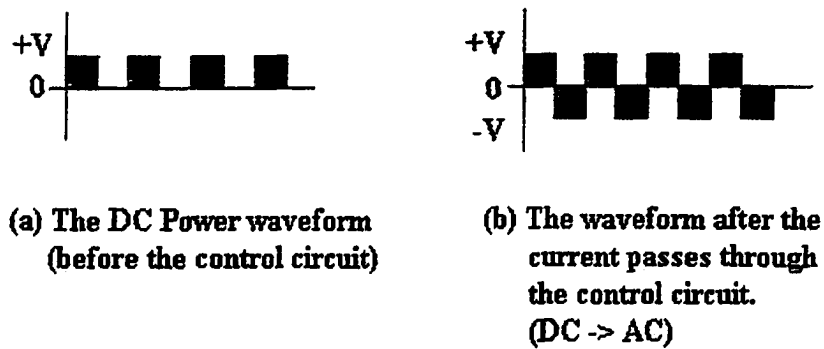 +V
0
(a) The DC Power waveform
(before the control circuit)
+V
0
-V
(b) The waveform after the
current passes through
the control circuit.
(DC -> AC)